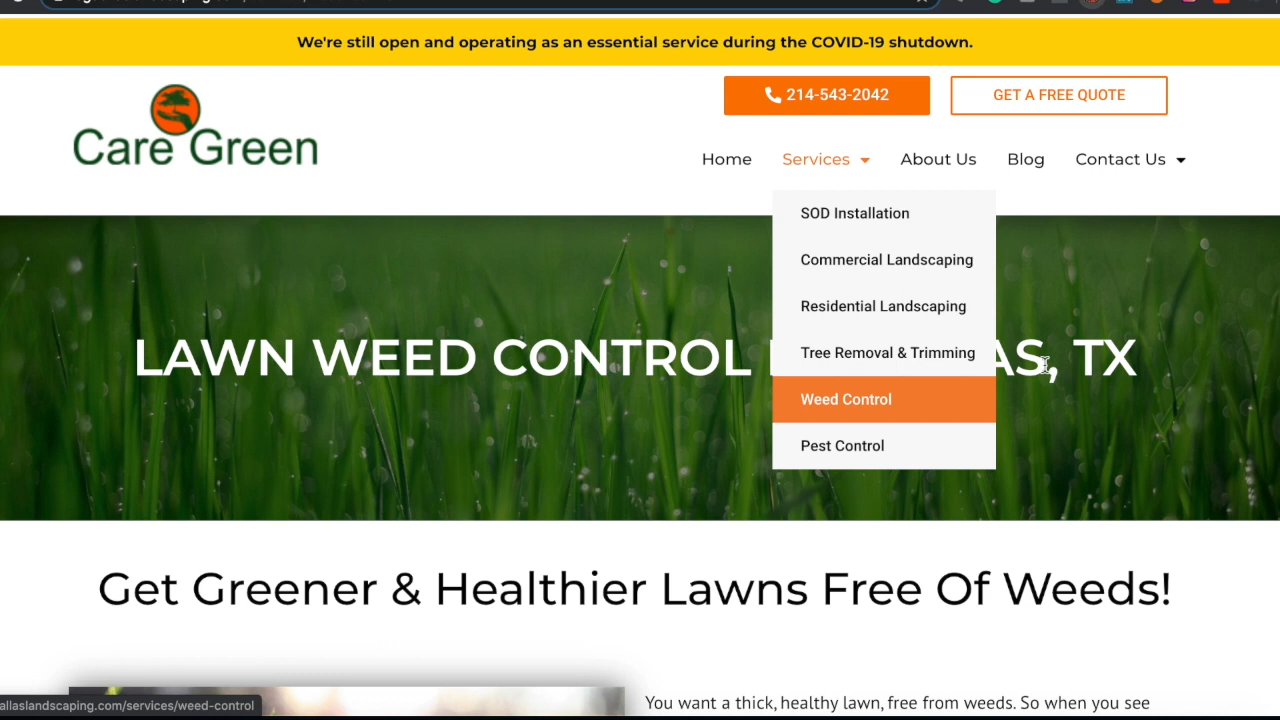 We're still open and operating as an essential service during the COVID-19 shutdown.
Care Green
214-543-2042
GET A FREE QUOTE
Home Services About Us Blog Contact Us
SOD Installation
Commercial Landscaping
Residential Landscaping
Tree Removal & Trimming
Weed Control
Pest Control
LAWN WEED CONTROL AS, TX
Get Greener & Healthier Lawns Free Of Weeds!
You want a thick, healthy lawn, free from weeds. So when you see
allaslandscaping.com/services/weed-control